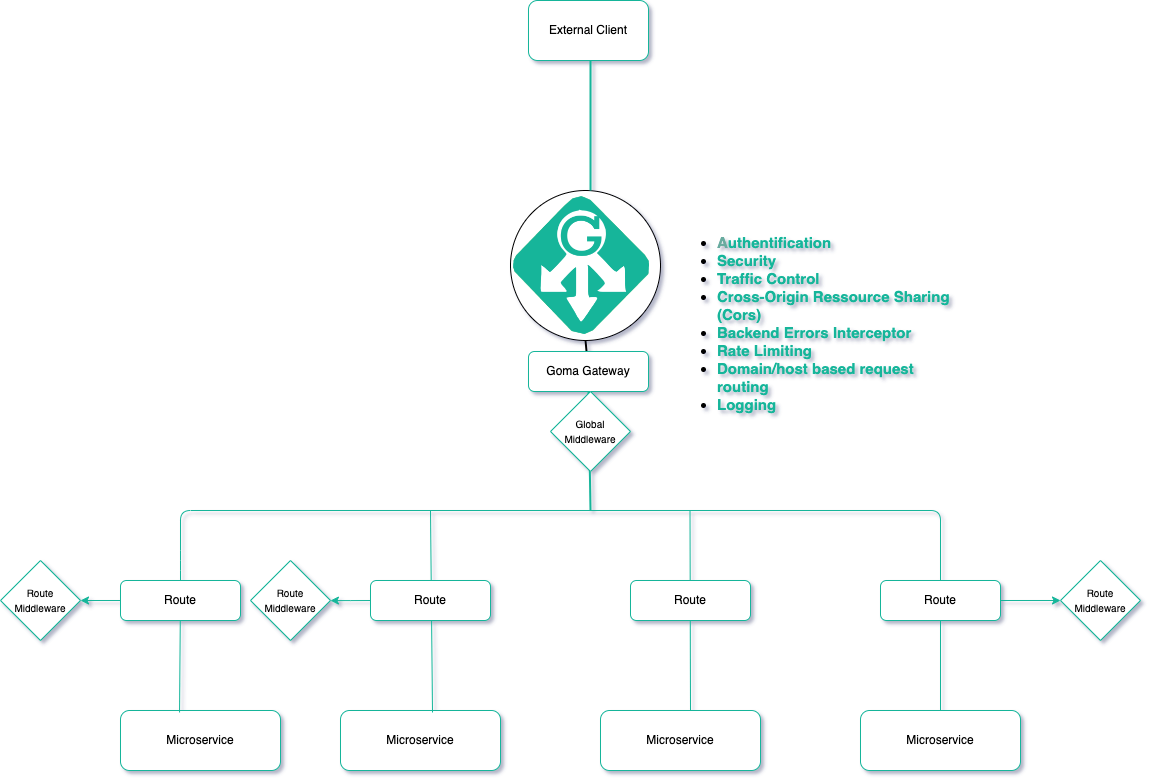 External Client
G
Authentification
Security
Traffic Control
Cross-Origin Ressource Sharing
(Cors)
Backend Errors Interceptor
Rate Limiting
Domain/host based request
routing
Logging
Goma Gateway
Global
Middleware
Route
Middleware
Route
Route
Middleware
Route
Route
Route
Route
Middleware
Microservice
Microservice
Microservice
Microservice